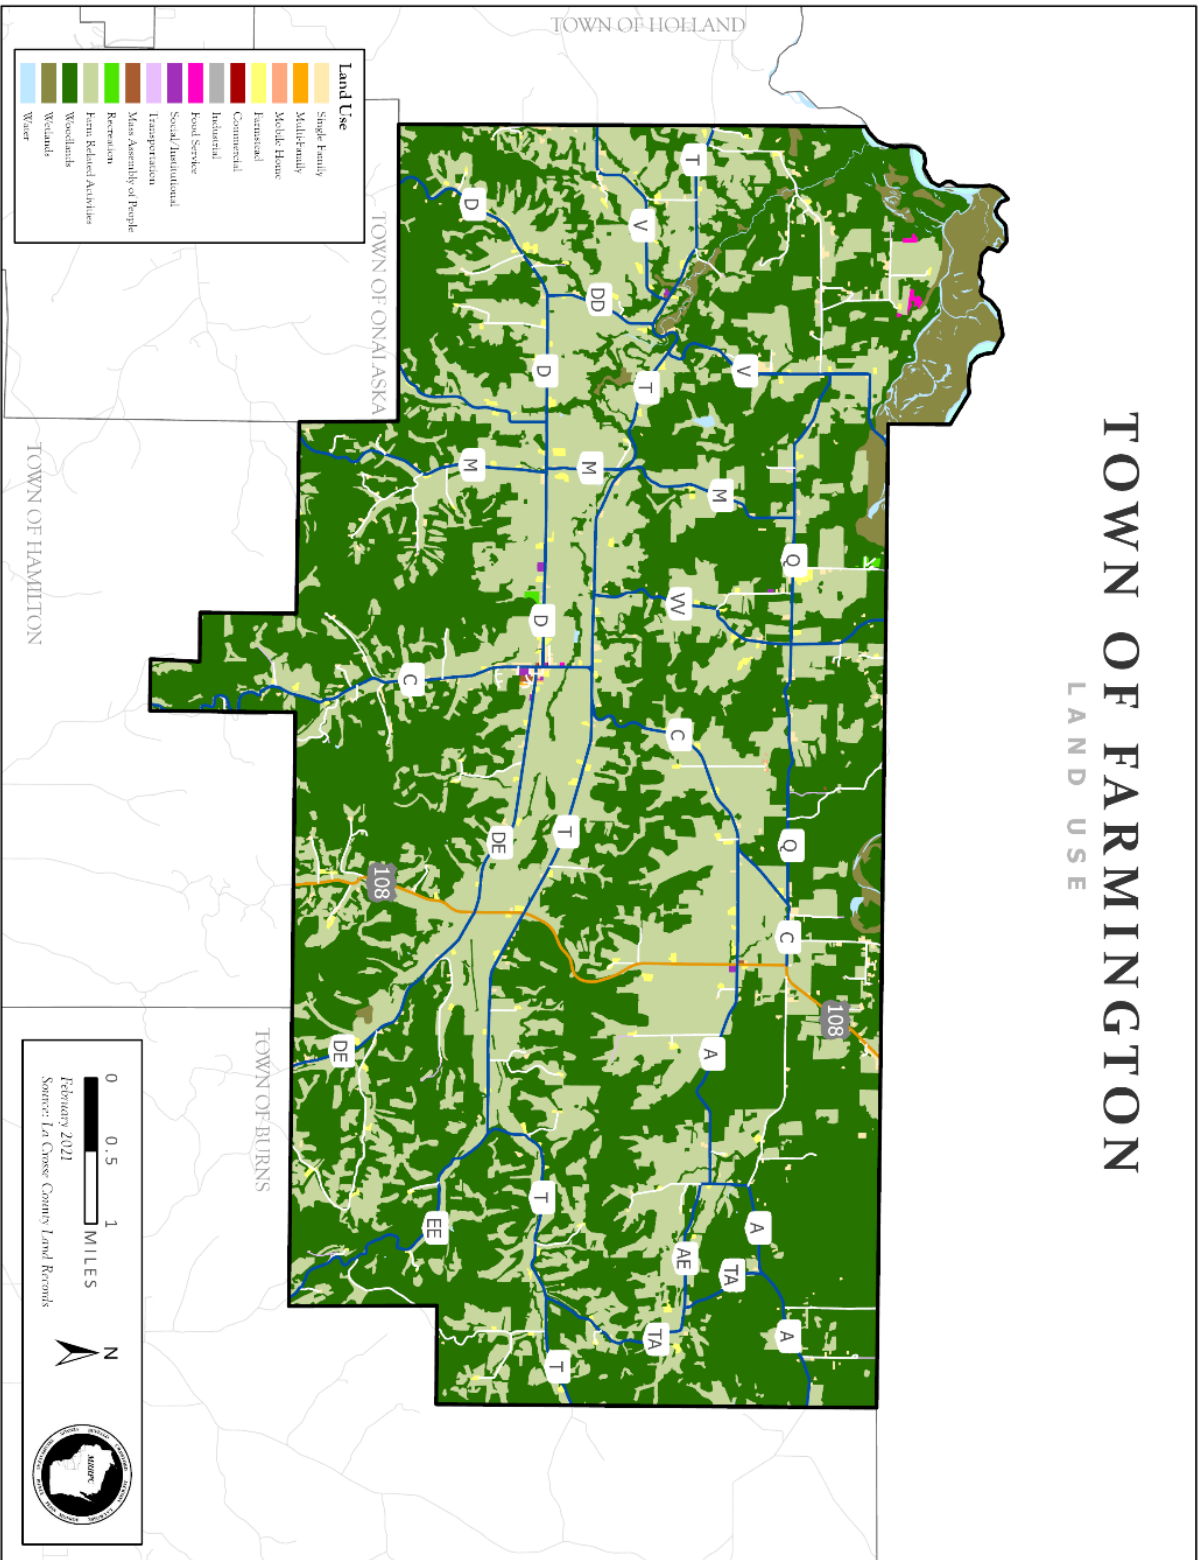 TOWN OF FARMINGTON
LAND USE
TOWN OF HOLLAND
T
V
D
DD
V
T
D
TOWN OF ONALASKA
M
M
M
Q
W
D
C
C
TOWN OF HAMILTON
Q
DE
T
108
C
108
A
DE
TOWN OF BURNS
A
T
EE
AE
TA
A
TA
T
Land Use
Single Family
Multi-Family
Mobile Home
Farmstead
Commercial
Industrial
Food Service
Social/Institutional
Transportation
Mass Assembly of People
Recreation
Farm Related Activities
Woodlands
Wetlands
Water
0 0.5 1
MILES
February 2021
Source: La Crosse County Land Records
N
MRRPC